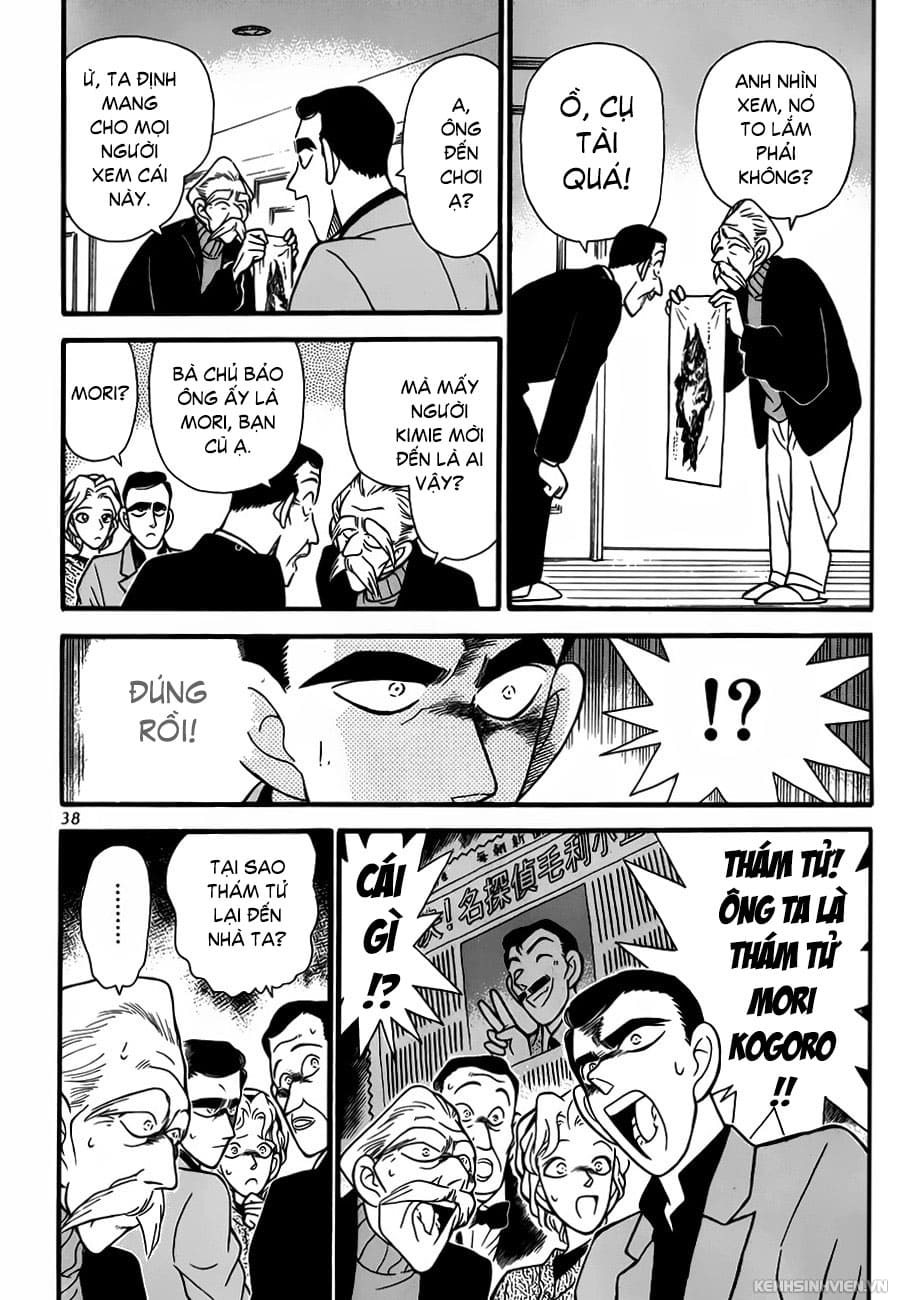 ANH NHÌN
XEM, NÓ
TO LẮM
PHẢI
KHÔNG?
Ồ, CỤ
TÀI
QUÁ!
A,
ÔNG
ĐẾN
CHƠI
Ạ?
Ừ, TA ĐỊNH
MANG
CHO MỌI
NGƯỜI
XEM CÁI
NÀY.
MÀ MẤY
NGƯỜI
KIMIE MỜI
ĐẾN LÀ AI
VẬY?
BÀ CHỦ BẢO
ÔNG ẤY LÀ
MORI, BẠN
CŨ Ạ.
MORI?
!?
ĐÚNG
RỒI!
38
THÁM TỬ!
ÔNG TA LÀ
THÁM TỬ
MORI
KOGORO
!!
!名探偵毛利小
CÁI
GÌ
!?
TẠI SAO
THÁM TỬ
LẠI ĐẾN
NHÀ TA?
........
KENHSINHVIEN.VN